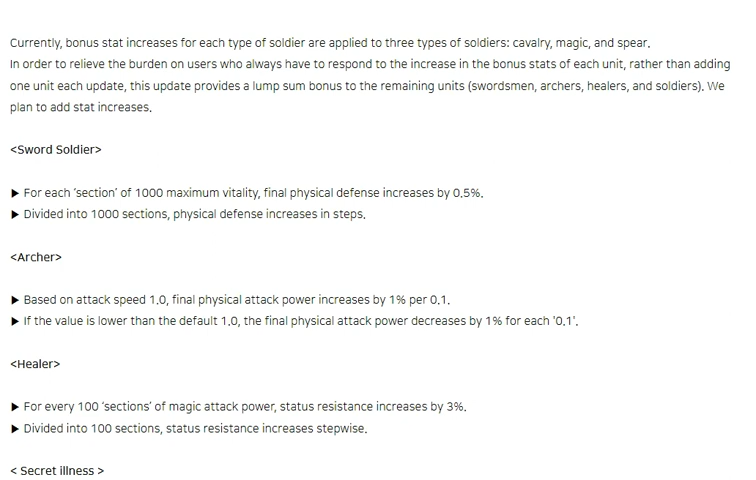 Currently, bonus stat increases for each type of soldier are applied to three types of soldiers: cavalry, magic, and spear.
In order to relieve the burden on users who always have to respond to the increase in the bonus stats of each unit, rather than adding
one unit each update, this update provides a lump sum bonus to the remaining units (swordsmen, archers, healers, and soldiers). We
plan to add stat increases.
<Sword Soldier>
▶ For each 'section' of 1000 maximum vitality, final physical defense increases by 0.5%.
▶ Divided into 1000 sections, physical defense increases in steps.
<Archer>
▶ Based on attack speed 1.0, final physical attack power increases by 1% per 0.1.
▶ If the value is lower than the default 1.0, the final physical attack power decreases by 1% for each '0.1'.
<Healer>
▶ For every 100 'sections' of magic attack power, status resistance increases by 3%.
▶ Divided into 100 sections, status resistance increases stepwise.
< Secret illness >